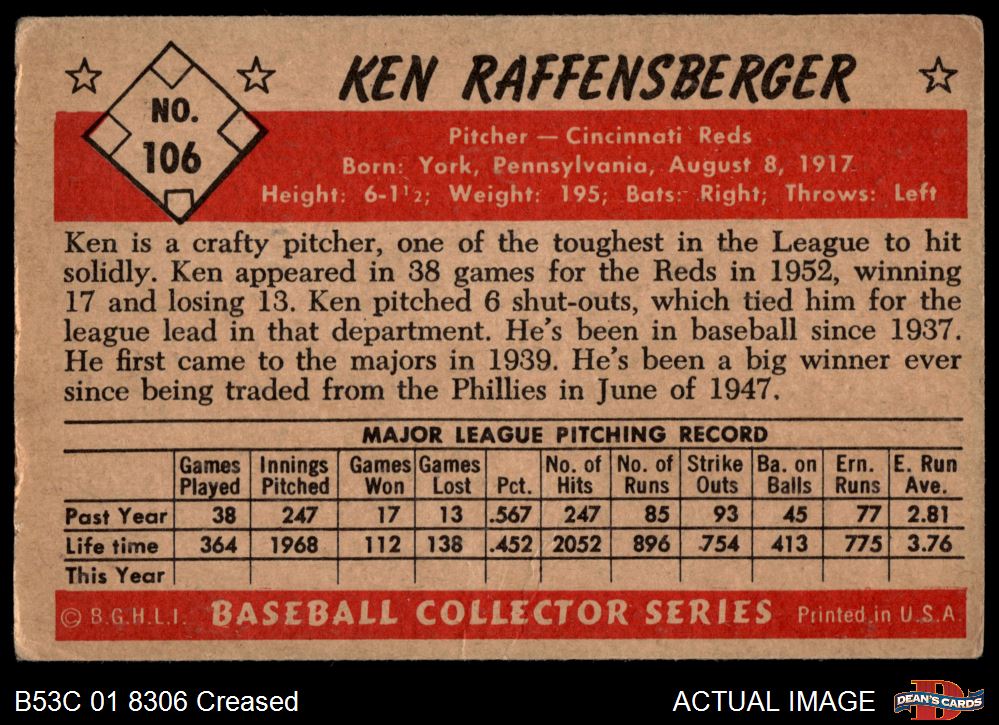 NO.
106
KEN RAFFENSBERGER
Pitcher — Cincinnati Reds
Born: York, Pennsylvania, August 8, 1917
Height: 6-1½; Weight: 195; Bats: Right; Throws: Left
Ken is a crafty pitcher, one of the toughest in the League to hit
solidly. Ken appeared in 38 games for the Reds in 1952, winning
17 and losing 13. Ken pitched 6 shut-outs, which tied him for the
league lead in that department. He's been in baseball since 1937.
He first came to the majors in 1939. He's been a big winner ever
since being traded from the Phillies in June of 1947.
MAJOR LEAGUE PITCHING RECORD
Games Played Innings Pitched Games Won Games Lost Pct. No. of Hits No. of Runs Strike Outs Ba. on Balls Ern. Runs E. Run Ave.
Past Year 38 247 17 13 .567 247 85 93 45 77 2.81
Life time 364 1968 112 138 .452 2052 896 754 413 775 3.76
This Year
© B.G.H.L.I. BASEBALL COLLECTOR SERIES Printed in U.S.A.
B53C 01 8306 Creased
ACTUAL IMAGE
DEAN'S CARDS